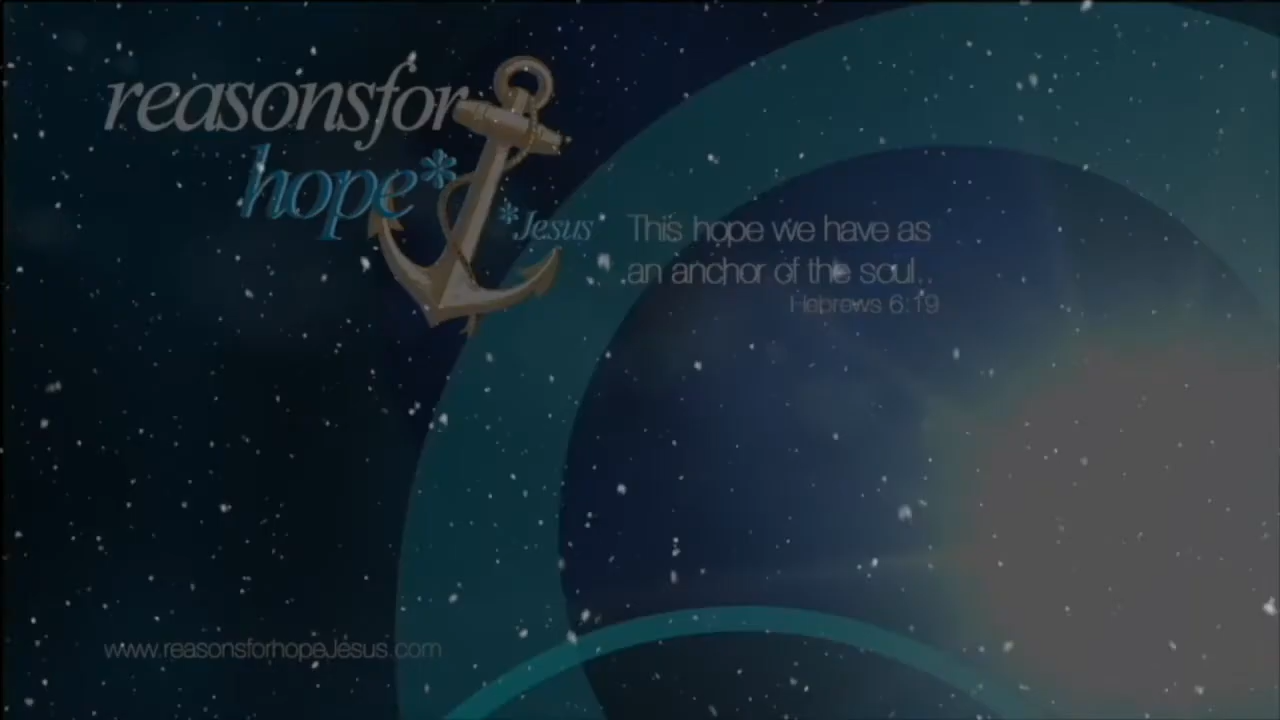 reasonsfor
hope*
*Jesus
This hope we have as
an anchor of the soul..
Hebrews 6:19
www.reasonsforhopeJesus.com